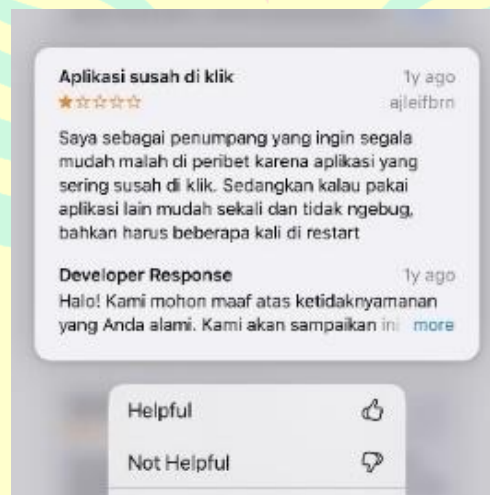 Aplikasi susah di klik 1y ago
ajleifbrn
Saya sebagai penumpang yang ingin segala
mudah malah di peribet karena aplikasi yang
sering susah di klik. Sedangkan kalau pakai
aplikasi lain mudah sekali dan tidak ngebug,
bahkan harus beberapa kali di restart
Developer Response 1y ago
Halo! Kami mohon maaf atas ketidaknyamanan
yang Anda alami. Kami akan sampaikan ini more
Helpful
Not Helpful